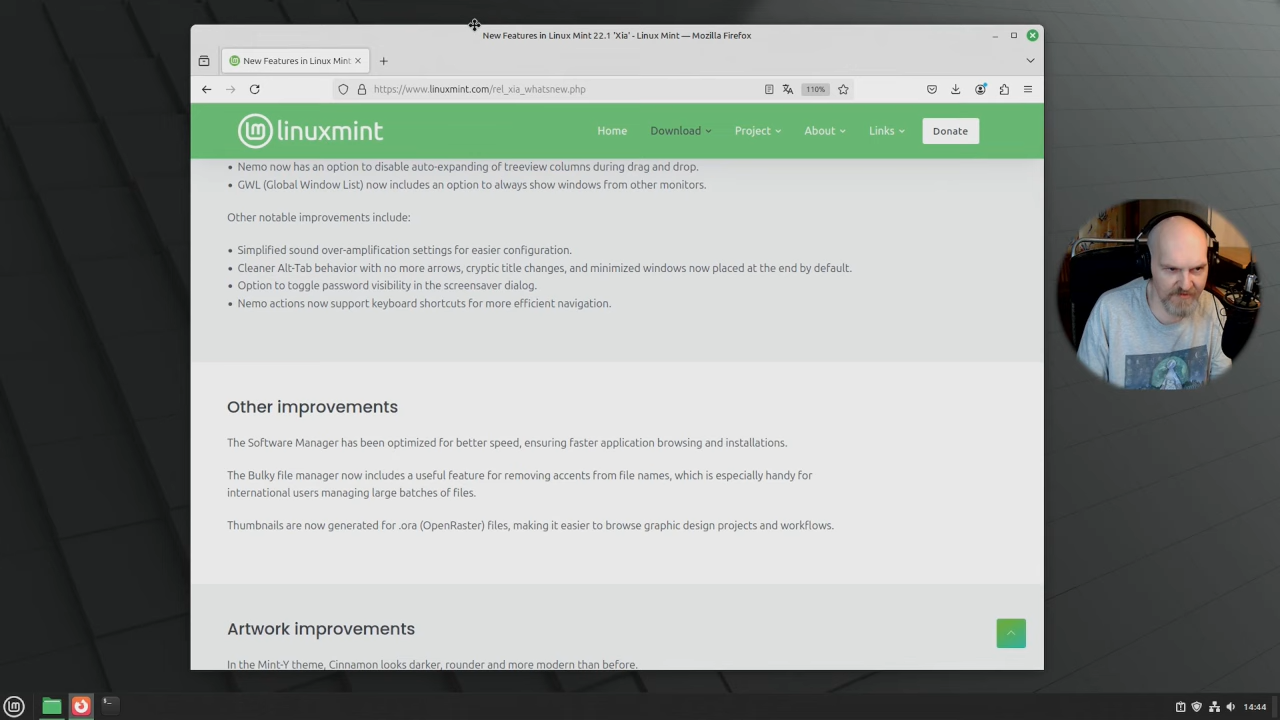 New Features in Linux Mint 22.1 'Xia' - Linux Mint — Mozilla Firefox
New Features in Linux Mint
https://www.linuxmint.com/rel_xia_whatsnew.php
110%
linuxmint
Home
Download
Project
About
Links
Donate
• Nemo now has an option to disable auto-expanding of treeview columns during drag and drop.
• GWL (Global Window List) now includes an option to always show windows from other monitors.
Other notable improvements include:
• Simplified sound over-amplification settings for easier configuration.
• Cleaner Alt-Tab behavior with no more arrows, cryptic title changes, and minimized windows now placed at the end by default.
• Option to toggle password visibility in the screensaver dialog.
• Nemo actions now support keyboard shortcuts for more efficient navigation.
Other improvements
The Software Manager has been optimized for better speed, ensuring faster application browsing and installations.
The Bulky file manager now includes a useful feature for removing accents from file names, which is especially handy for
international users managing large batches of files.
Thumbnails are now generated for .ora (OpenRaster) files, making it easier to browse graphic design projects and workflows.
Artwork improvements
In the Mint-Y theme, Cinnamon looks darker, rounder and more modern than before.
14:44